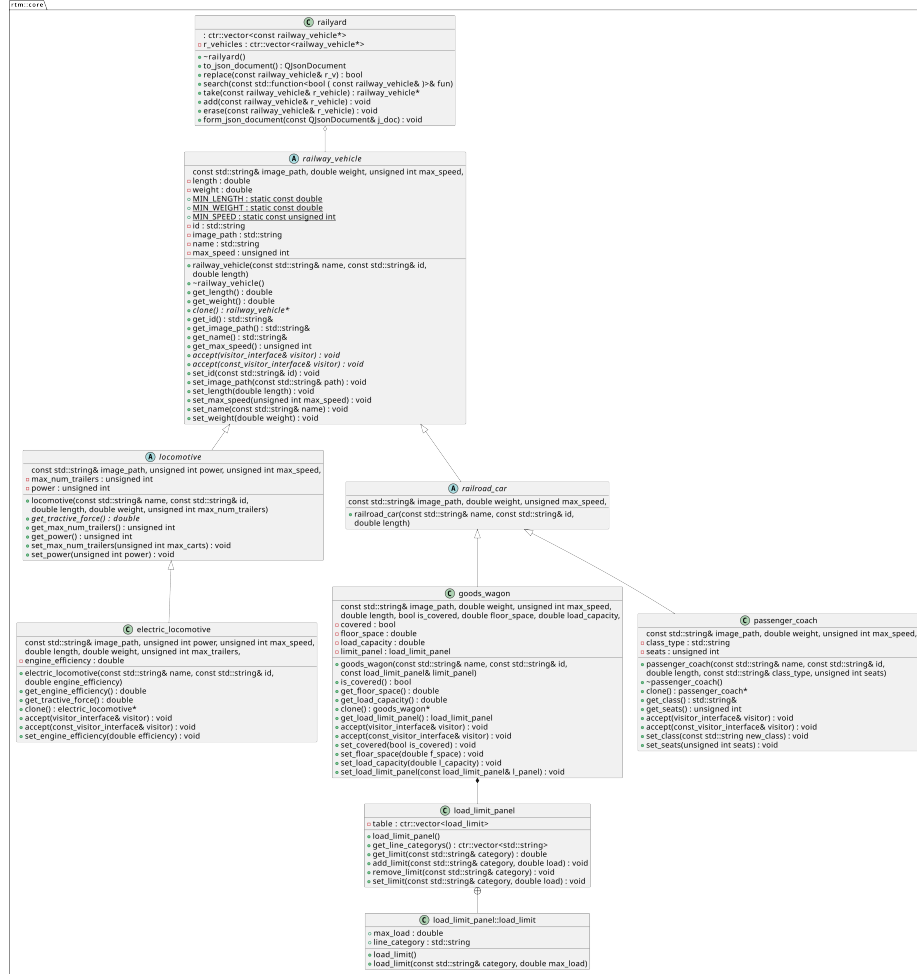 rtm::core
C railyard
: ctr::vector<const railway_vehicle*>
r_vehicles : ctr::vector<railway_vehicle*>
~railyard()
to_json_document() : QJsonDocument
replace(const railway_vehicle& r_v) : bool
search(const std::function<bool ( const railway_vehicle& )>& fun)
take(const railway_vehicle& r_vehicle) : railway_vehicle*
add(const railway_vehicle& r_vehicle) : void
erase(const railway_vehicle& r_vehicle) : void
form_json_document(const QJsonDocument& j_doc) : void
A railway_vehicle
const std::string& image_path, double weight, unsigned int max_speed,
length : double
weight : double
MIN_LENGTH : static const double
MIN_WEIGHT : static const double
MIN_SPEED : static const unsigned int
id : std::string
image_path : std::string
name : std::string
max_speed : unsigned int
railway_vehicle(const std::string& name, const std::string& id,
double length)
~railway_vehicle()
get_length() : double
get_weight() : double
clone() : railway_vehicle*
get_id() : std::string&
get_image_path() : std::string&
get_name() : std::string&
get_max_speed() : unsigned int
accept(visitor_interface& visitor) : void
accept(const_visitor_interface& visitor) : void
set_id(const std::string& id) : void
set_image_path(const std::string& path) : void
set_length(double length) : void
set_max_speed(unsigned int max_speed) : void
set_name(const std::string& name) : void
set_weight(double weight) : void
A locomotive
const std::string& image_path, unsigned int power, unsigned int max_speed,
max_num_trailers : unsigned int
power : unsigned int
locomotive(const std::string& name, const std::string& id,
double length, double weight, unsigned int max_num_trailers)
get_tractive_force() : double
get_max_num_trailers() : unsigned int
get_power() : unsigned int
set_max_num_trailers(unsigned int max_carts) : void
set_power(unsigned int power) : void
A railroad_car
const std::string& image_path, double weight, unsigned max_speed,
railroad_car(const std::string& name, const std::string& id,
double length)
C electric_locomotive
const std::string& image_path, unsigned int power, unsigned int max_speed,
double length, double weight, unsigned int max_trailers,
engine_efficiency : double
electric_locomotive(const std::string& name, const std::string& id,
double engine_efficiency)
get_engine_efficiency() : double
get_tractive_force() : double
clone() : electric_locomotive*
accept(visitor_interface& visitor) : void
accept(const_visitor_interface& visitor) : void
set_engine_efficiency(double efficiency) : void
C goods_wagon
const std::string& image_path, double weight, unsigned int max_speed,
double length, bool is_covered, double floor_space, double load_capacity,
covered : bool
floor_space : double
load_capacity : double
limit_panel : load_limit_panel
goods_wagon(const std::string& name, const std::string& id,
const load_limit_panel& limit_panel)
is_covered() : bool
get_floor_space() : double
get_load_capacity() : double
clone() : goods_wagon*
get_load_limit_panel() : load_limit_panel
accept(visitor_interface& visitor) : void
accept(const_visitor_interface& visitor) : void
set_covered(bool is_covered) : void
set_floar_space(double f_space) : void
set_load_capacity(double l_capacity) : void
set_load_limit_panel(const load_limit_panel& l_panel) : void
C passenger_coach
const std::string& image_path, double weight, unsigned int max_speed,
class_type : std::string
seats : unsigned int
passenger_coach(const std::string& name, const std::string& id,
double length, const std::string& class_type, unsigned int seats)
~passenger_coach()
clone() : passenger_coach*
get_class() : std::string&
get_seats() : unsigned int
accept(visitor_interface& visitor) : void
accept(const_visitor_interface& visitor) : void
set_class(const std::string new_class) : void
set_seats(unsigned int seats) : void
C load_limit_panel
table : ctr::vector<load_limit>
load_limit_panel()
get_line_categorys() : ctr::vector<std::string>
get_limit(const std::string& category) : double
add_limit(const std::string& category, double load) : void
remove_limit(const std::string& category) : void
set_limit(const std::string& category, double load) : void
C load_limit_panel::load_limit
max_load : double
line_category : std::string
load_limit()
load_limit(const std::string& category, double max_load)